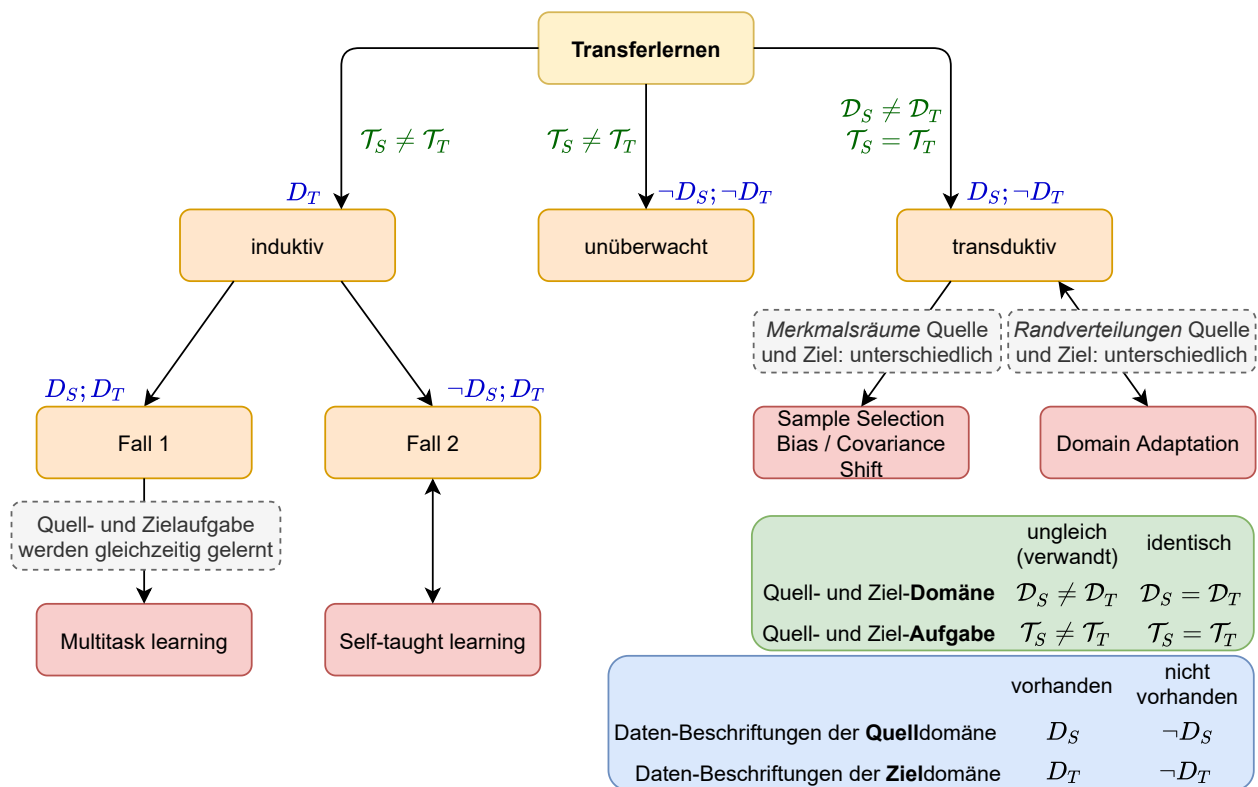 Transferlernen
𝒯_S ≠ 𝒯_T
𝒯_S ≠ 𝒯_T
𝒟_S ≠ 𝒟_T
𝒯_S = 𝒯_T
D_T
¬D_S; ¬D_T
D_S; ¬D_T
induktiv
unüberwacht
transduktiv
Merkmalsräume Quelle
und Ziel: unterschiedlich
Randverteilungen Quelle
und Ziel: unterschiedlich
D_S; D_T
¬D_S; D_T
Fall 1
Fall 2
Sample Selection
Bias / Covariance
Shift
Domain Adaptation
Quell- und Zielaufgabe
werden gleichzeitig gelernt
Multitask learning
Self-taught learning
ungleich
(verwandt)
identisch
Quell- und Ziel-Domäne 𝒟_S ≠ 𝒟_T 𝒟_S = 𝒟_T
Quell- und Ziel-Aufgabe 𝒯_S ≠ 𝒯_T 𝒯_S = 𝒯_T
vorhanden
nicht
vorhanden
Daten-Beschriftungen der Quelldomäne D_S ¬D_S
Daten-Beschriftungen der Zieldomäne D_T ¬D_T